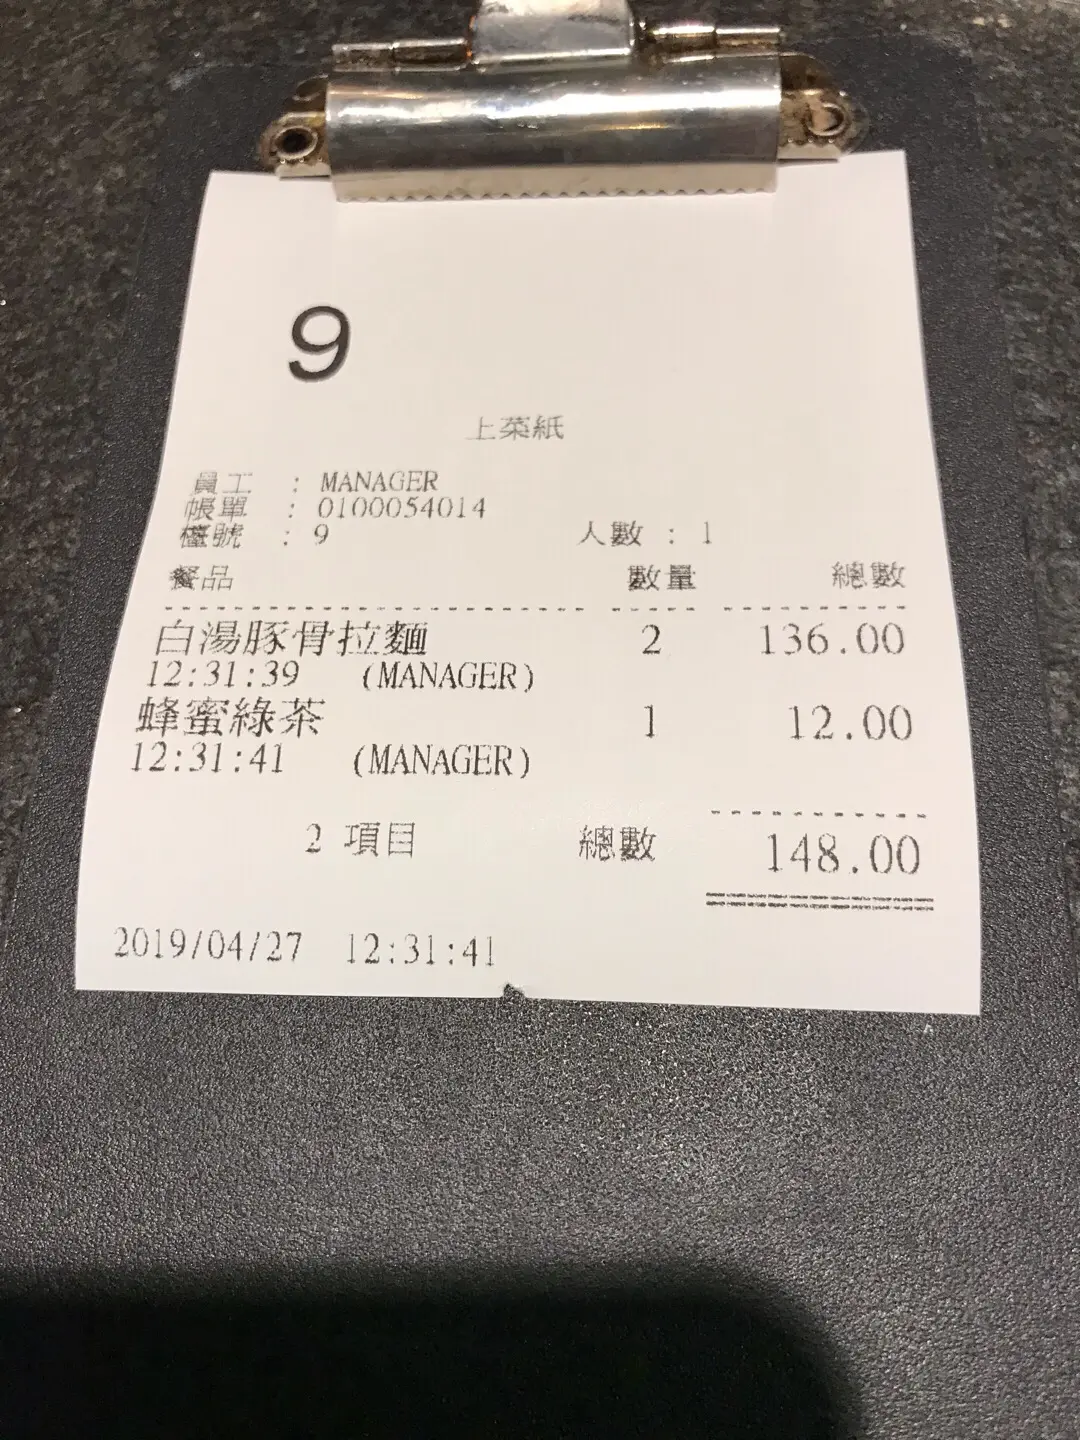 9
上菜紙
員工 : MANAGER
帳單 : 0100054014
檯號 : 9 人數 : 1
餐品 數量 總數
白湯豚骨拉麵 2 136.00
12:31:39 (MANAGER)
蜂蜜綠茶 1 12.00
12:31:41 (MANAGER)
2 項目 總數 148.00
2019/04/27 12:31:41